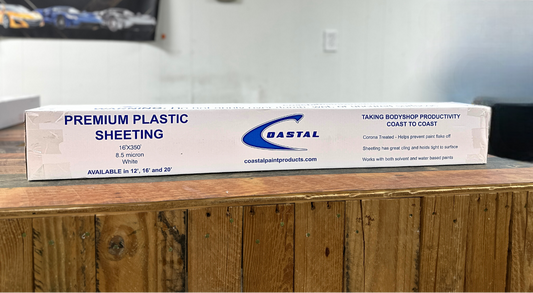 PREMIUM PLASTIC
SHEETING
16'X350'
8.5 micron
White
AVAILABLE in 12', 16' and 20'
COASTAL
coastalpaintproducts.com
TAKING BODYSHOP PRODUCTIVITY
COAST TO COAST
Corona Treated - Helps prevent paint flake off
Sheeting has great cling and holds tight to surface
Works with both solvent and water based paints